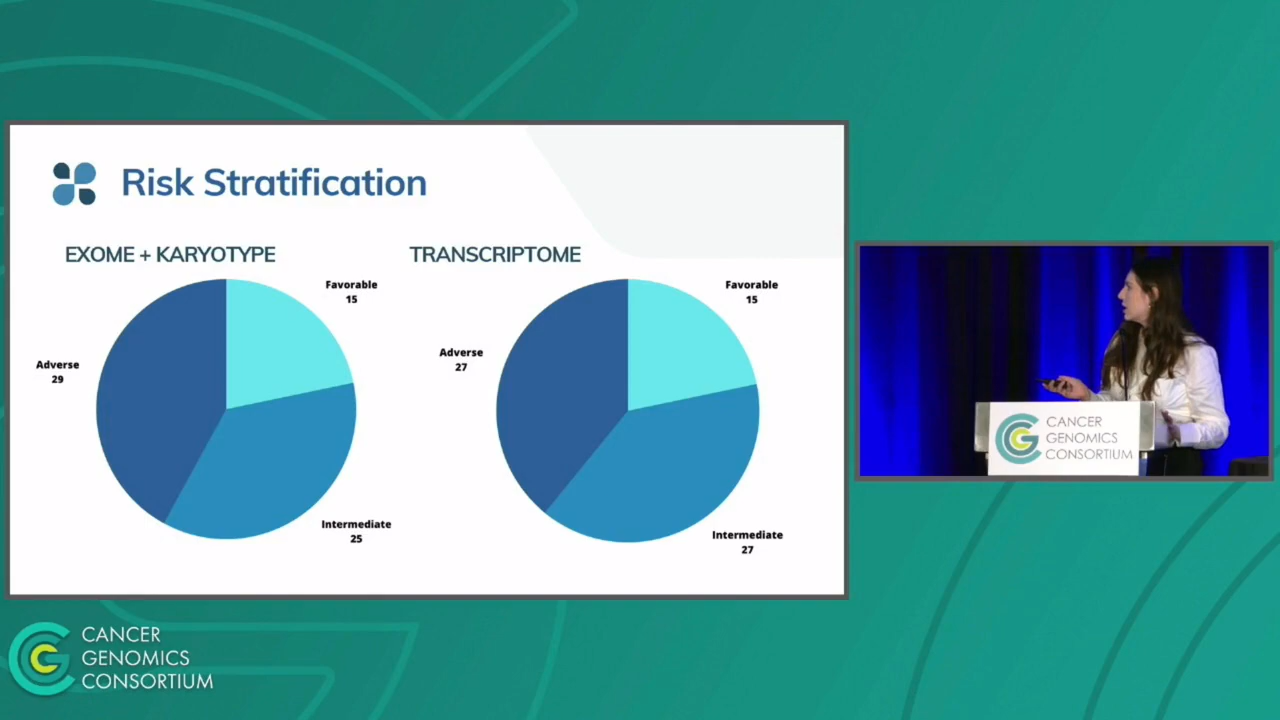 Risk Stratification
EXOME + KARYOTYPE
Favorable
15
Adverse
29
Intermediate
25
TRANSCRIPTOME
Favorable
15
Adverse
27
Intermediate
27
CANCER
GENOMICS
CONSORTIUM
CANCER
GENOMICS
CONSORTIUM